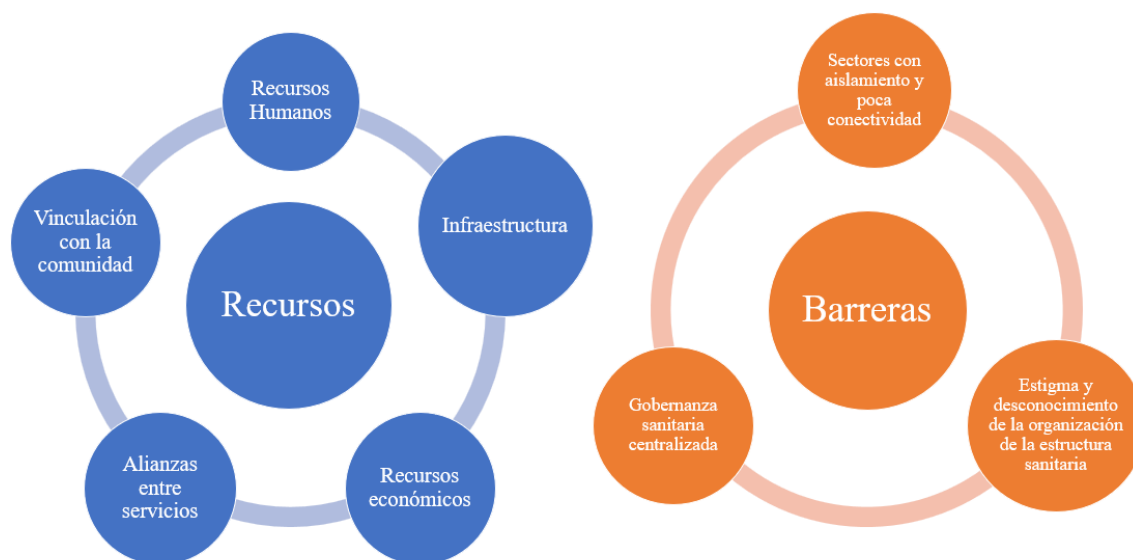 Recursos
Humanos
Infraestructura
Recursos
económicos
Alianzas
entre
servicios
Vinculación
con la
comunidad
Recursos
Sectores con
aislamiento y
poca
conectividad
Estigma y
desconocimiento
de la organización
de la estructura
sanitaria
Gobernanza
sanitaria
centralizada
Barreras